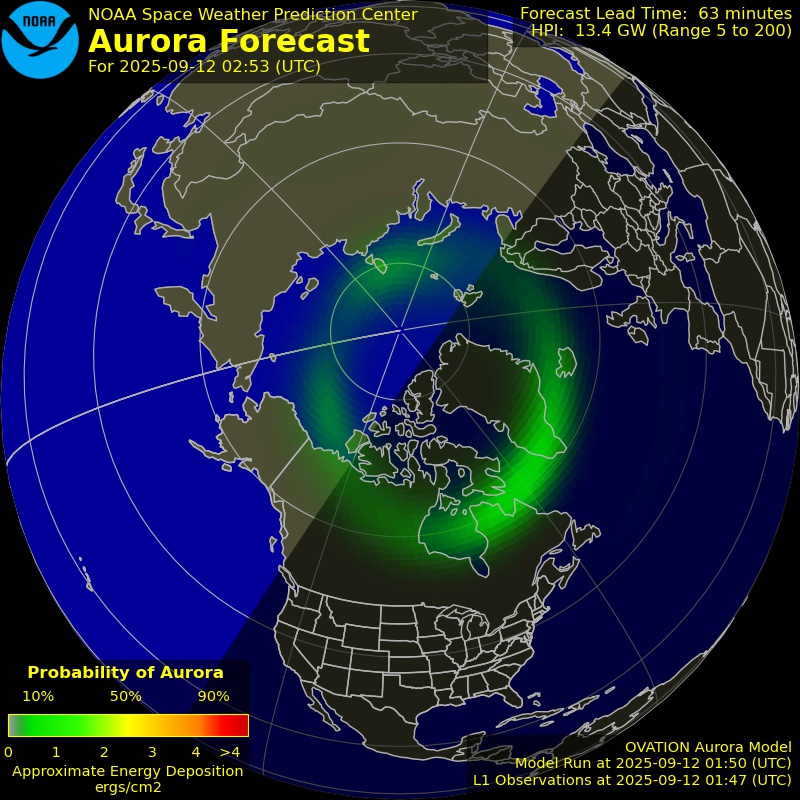 NOAA
NOAA Space Weather Prediction Center
Aurora Forecast
For 2025-09-12 02:53 (UTC)
Forecast Lead Time: 63 minutes
HPI: 13.4 GW (Range 5 to 200)
Probability of Aurora
10% 50% 90%
0 1 2 3 4 >4
Approximate Energy Deposition
ergs/cm2
OVATION Aurora Model
Model Run at 2025-09-12 01:50 (UTC)
L1 Observations at 2025-09-12 01:47 (UTC)